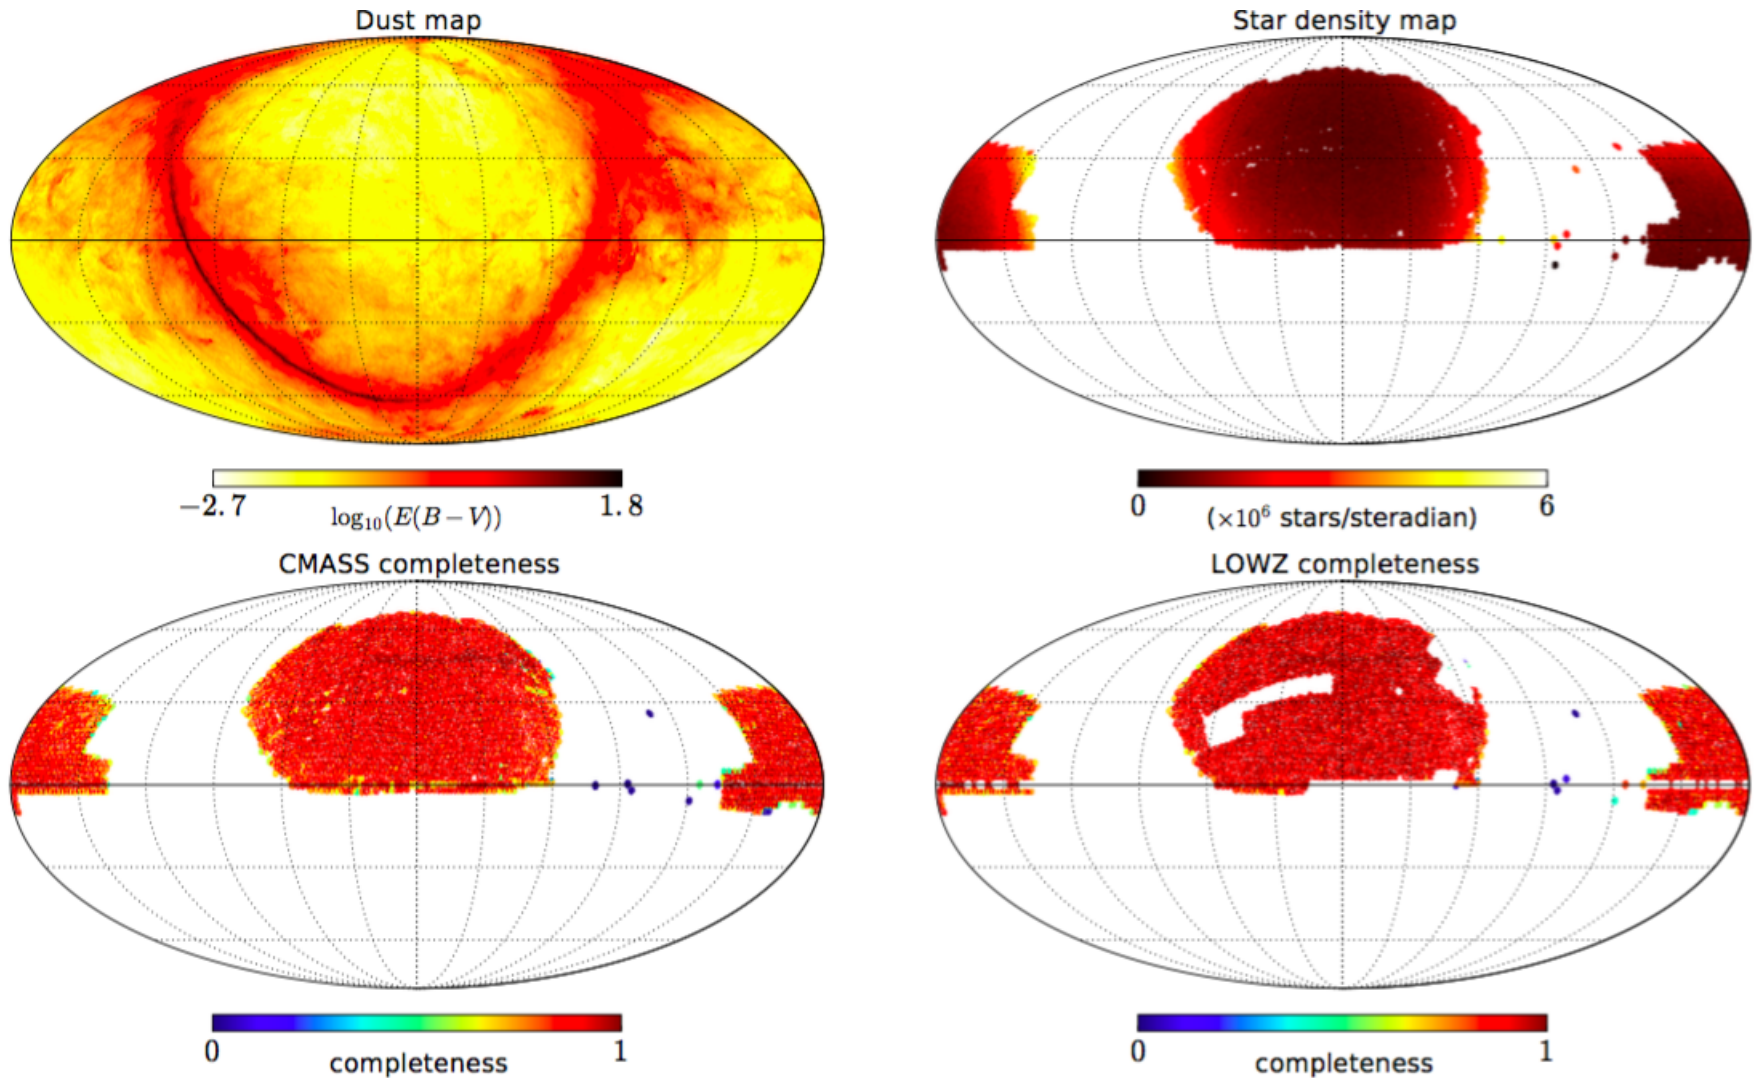 Dust map
Star density map
−2.7 1.8
log₁₀(E(B − V))
0 6
(×10⁶ stars/steradian)
CMASS completeness
LOWZ completeness
0 1
completeness
0 1
completeness